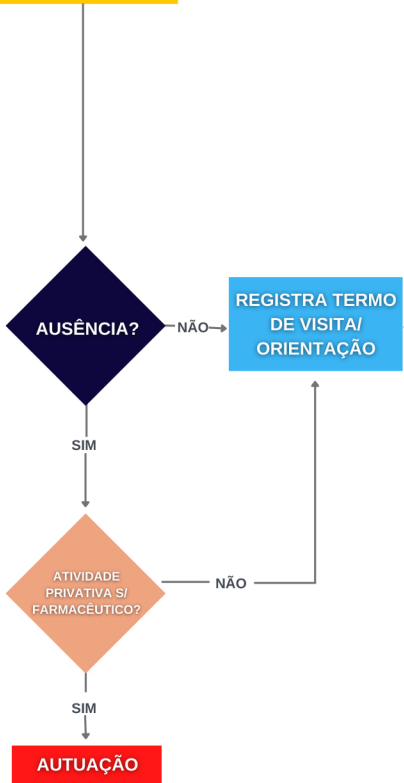 AUSÊNCIA?
NÃO
REGISTRA TERMO
DE VISITA/
ORIENTAÇÃO
SIM
ATIVIDADE
PRIVATIVA S/
FARMACÊUTICO?
NÃO
SIM
AUTUAÇÃO